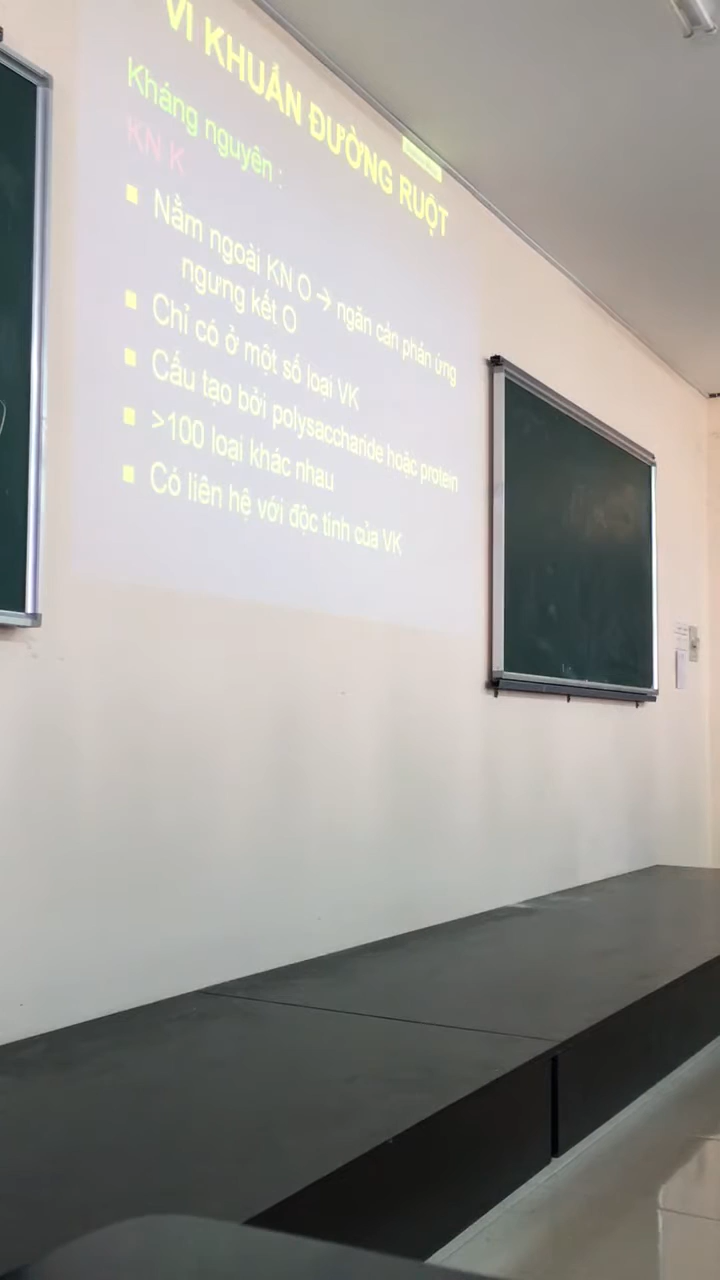 VI KHUẨN ĐƯỜNG RUỘT
Kháng nguyên :
KN K
■ Nằm ngoài KN O → ngăn cản phản ứng
ngưng kết O
■ Chỉ có ở một số loại VK
■ Cấu tạo bởi polysaccharide hoặc protein
■ >100 loại khác nhau
■ Có liên hệ với độc tính của VK